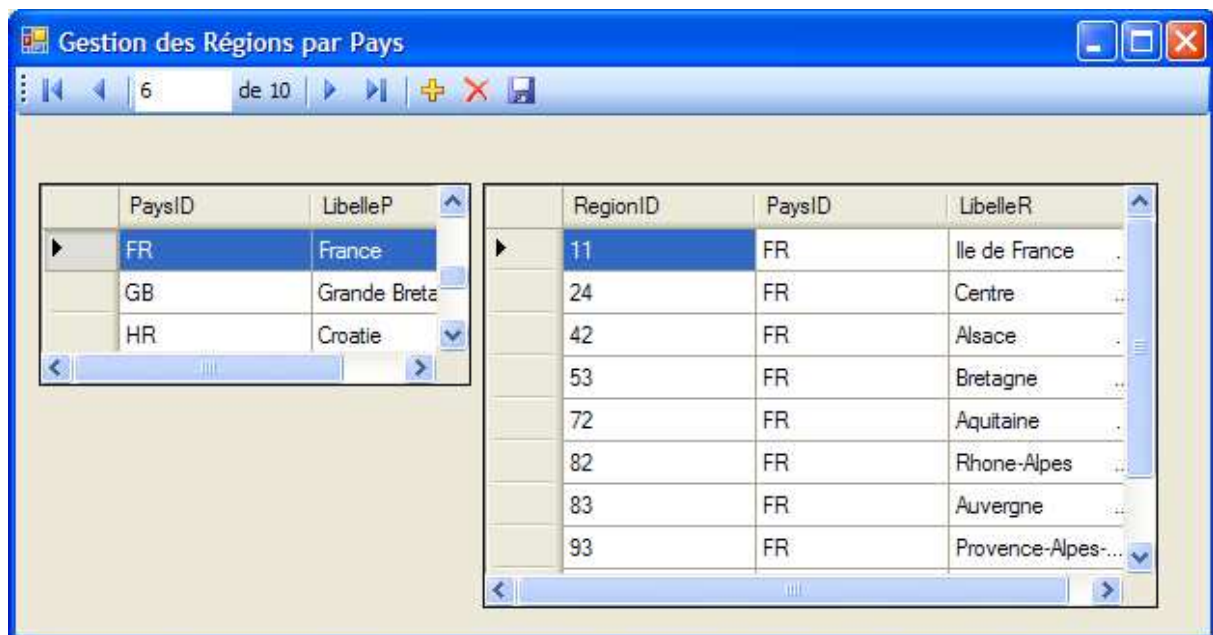 Gestion des Régions par Pays
6 de 10
PaysID LibelleP
FR France
GB Grande Breta
HR Croatie
RegionID PaysID LibelleR
11 FR Ile de France
24 FR Centre ...
42 FR Alsace
53 FR Bretagne ...
72 FR Aquitaine
82 FR Rhone-Alpes ...
83 FR Auvergne ...
93 FR Provence-Alpes-...